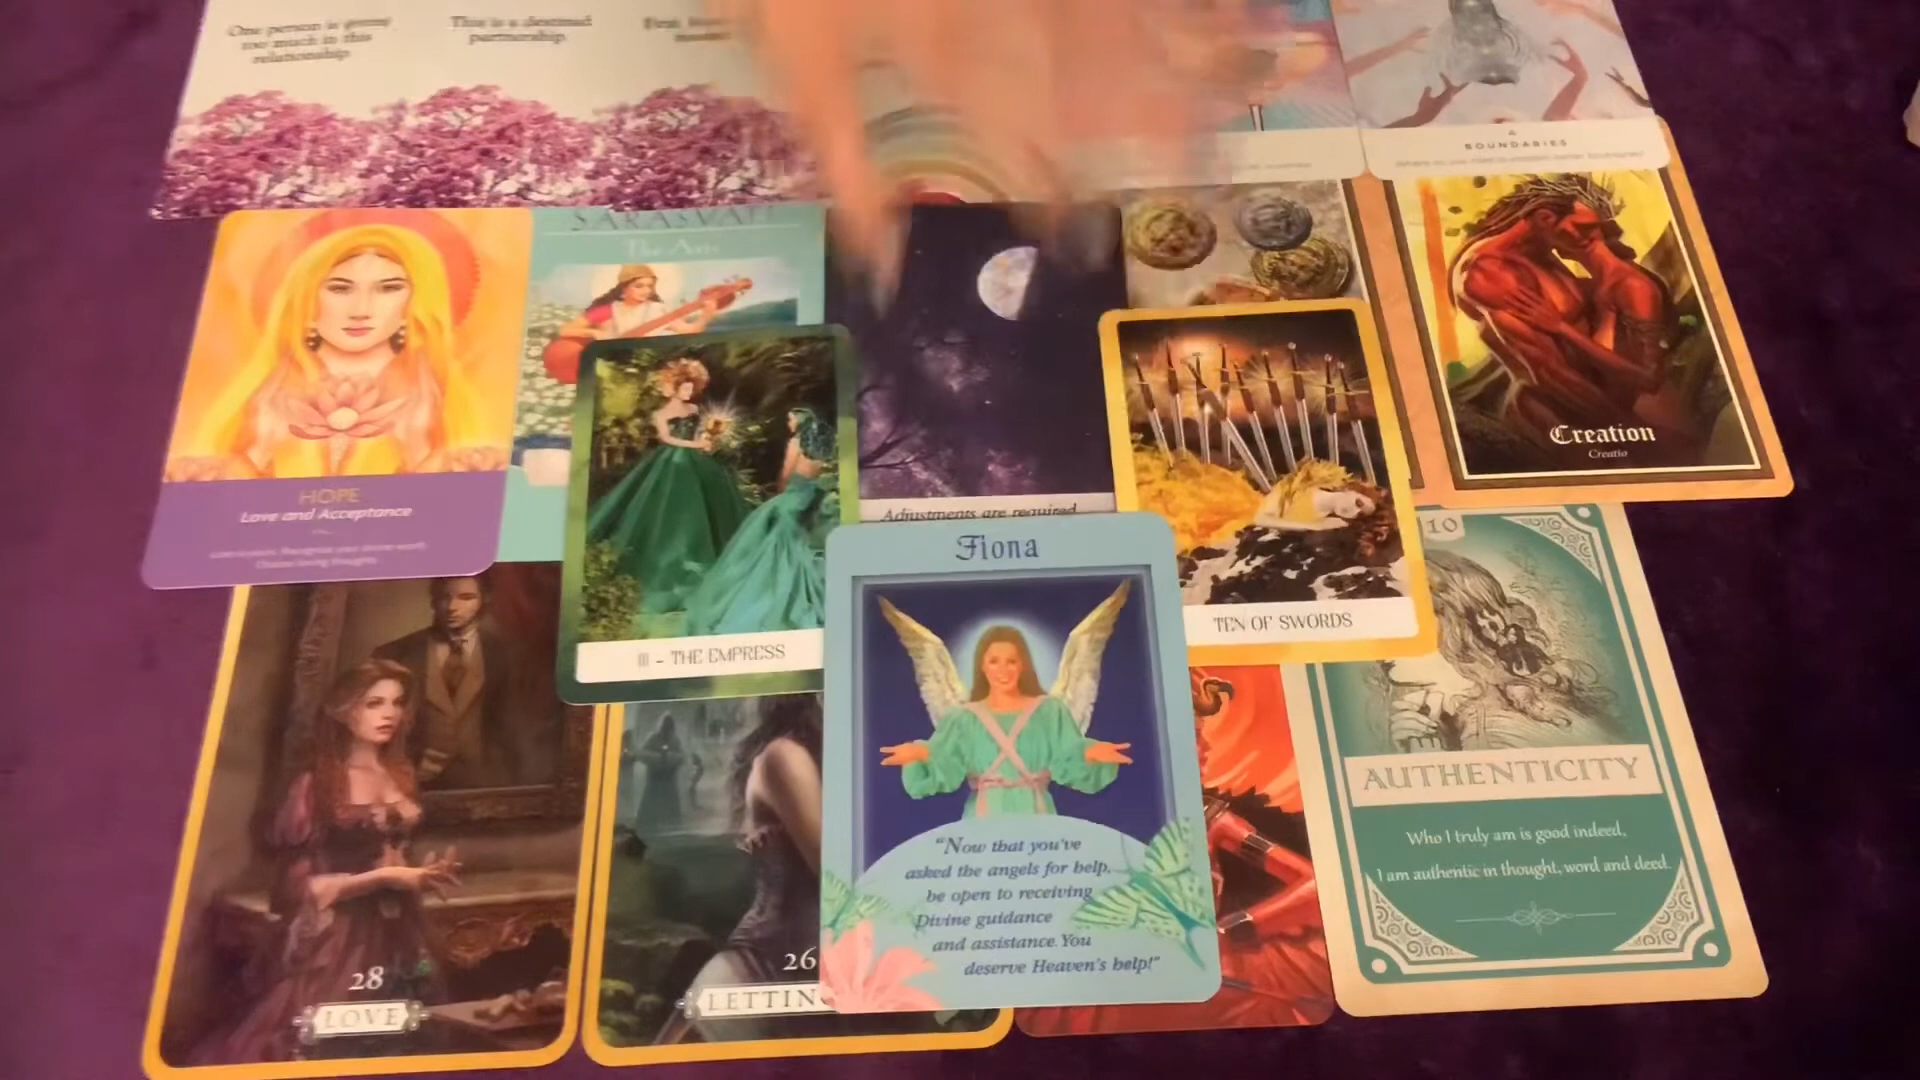 One person is giving
too much in this
relationship.
This is a destined
partnership.
BOUNDARIES
SARASVATI
The Arts
HOPE
Love and Acceptance
Adjustments are required
III – THE EMPRESS
TEN OF SWORDS
Creation
Creatio
Fiona
"Now that you've
asked the angels for help,
be open to receiving
Divine guidance
and assistance. You
deserve Heaven's help!"
10
AUTHENTICITY
Who I truly am is good indeed,
I am authentic in thought, word and deed.
28
LOVE
26
LETTIN